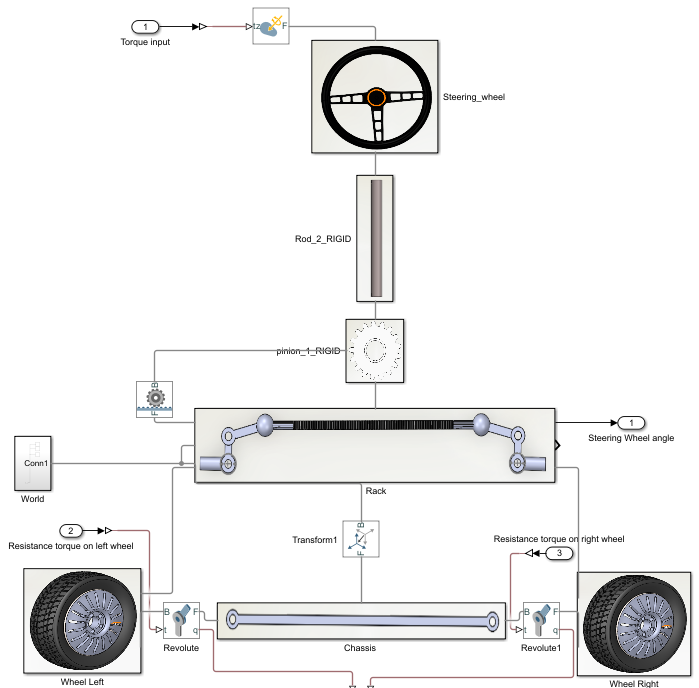 1
Torque input
tz
F
Steering_wheel
Rod_2_RIGID
pinion_1_RIGID
B
F
Conn1
World
1
Steering Wheel angle
Rack
2
Resistance torque on left wheel
Transform1
B
F
Resistance torque on right wheel
3
B
F
t
q
Revolute
Chassis
B
F
t
q
Revolute1
Wheel Left
Wheel Right